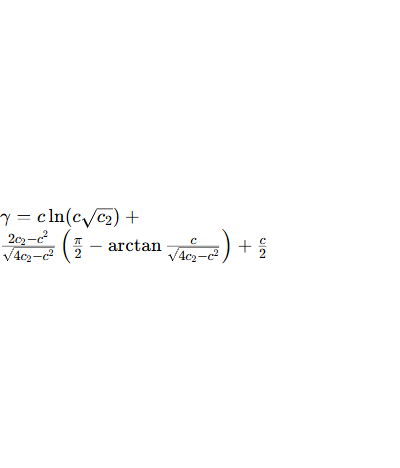 γ = c ln(c√c₂) +
(2c₂−c²)/√(4c₂−c²) (π/2 − arctan c/√(4c₂−c²)) + c/2